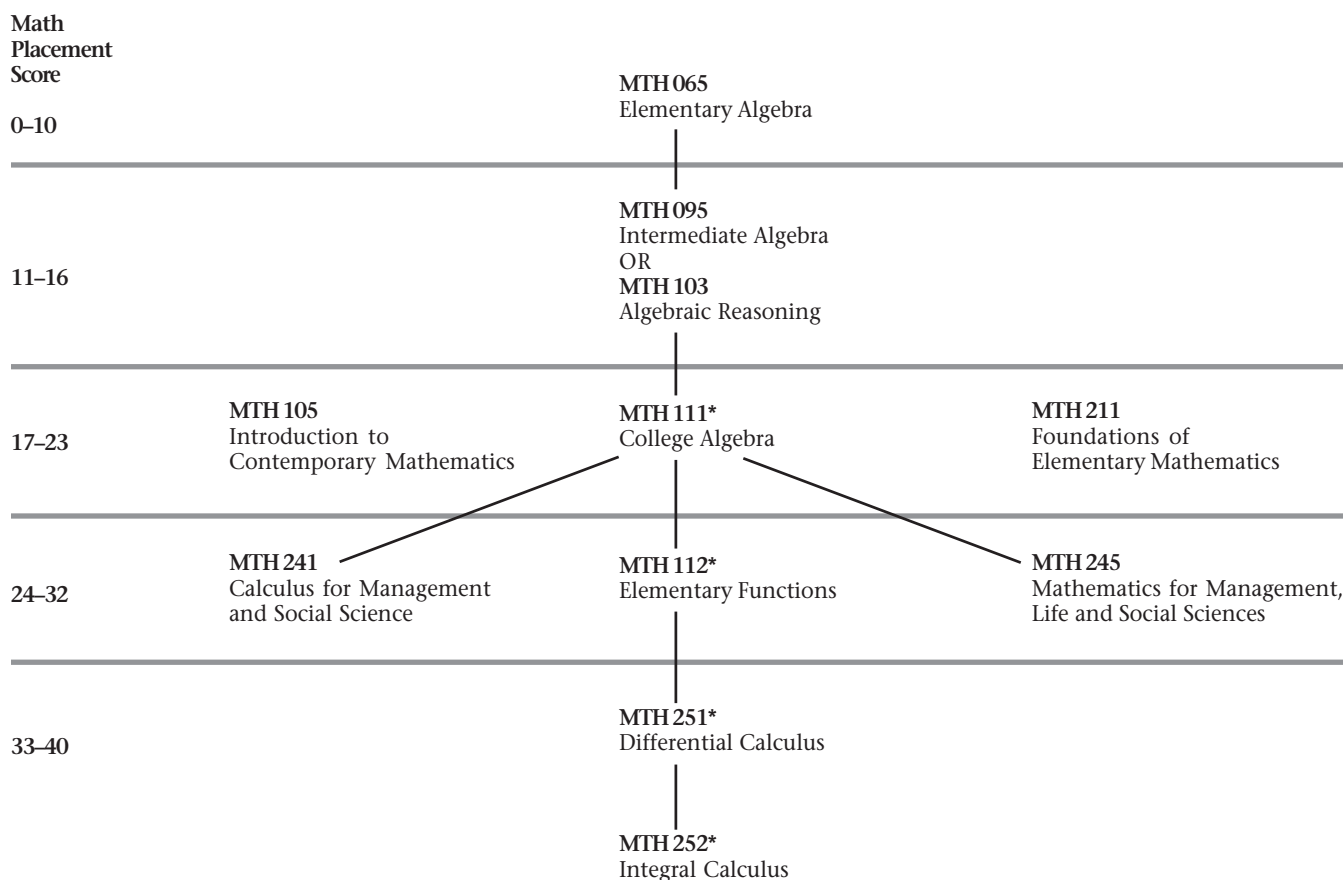 Math
Placement
Score
0–10
MTH 065
Elementary Algebra
11–16
MTH 095
Intermediate Algebra
OR
MTH 103
Algebraic Reasoning
17–23
MTH 105
Introduction to
Contemporary Mathematics
MTH 111*
College Algebra
MTH 211
Foundations of
Elementary Mathematics
24–32
MTH 241
Calculus for Management
and Social Science
MTH 112*
Elementary Functions
MTH 245
Mathematics for Management,
Life and Social Sciences
33–40
MTH 251*
Differential Calculus
MTH 252*
Integral Calculus